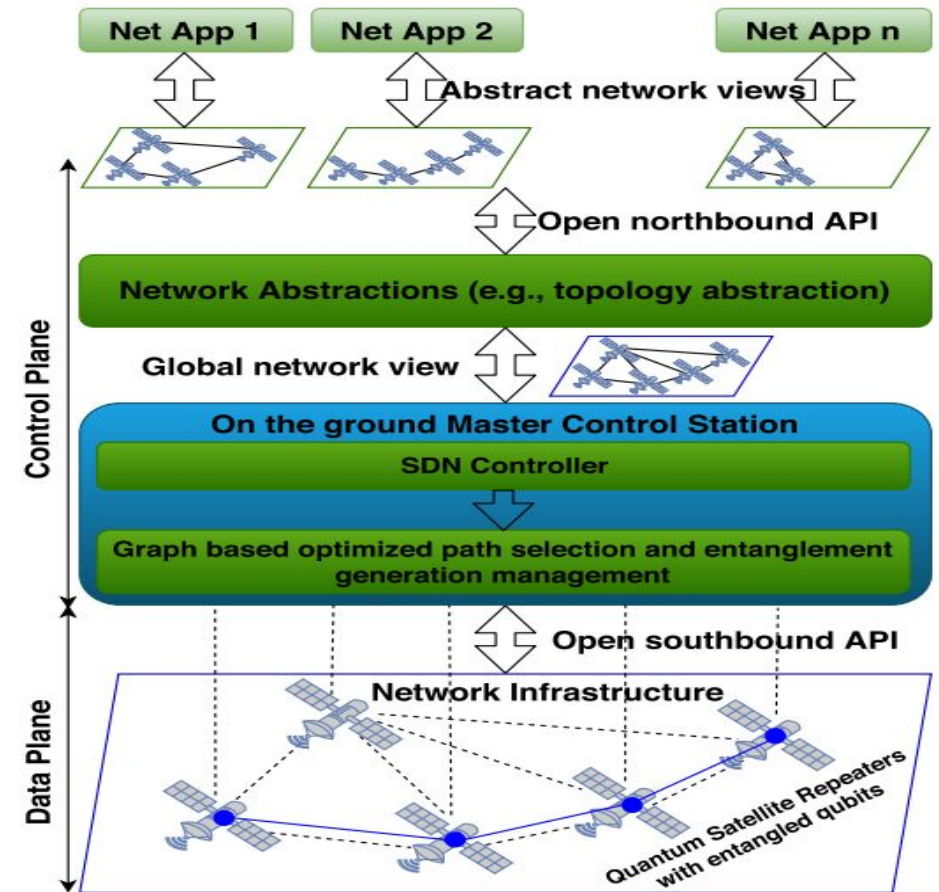 Net App 1
Net App 2
Net App n
Abstract network views
Open northbound API
Network Abstractions (e.g., topology abstraction)
Global network view
Control Plane
On the ground Master Control Station
SDN Controller
Graph based optimized path selection and entanglement
generation management
Open southbound API
Data Plane
Network Infrastructure
Quantum Satellite Repeaters
with entangled qubits